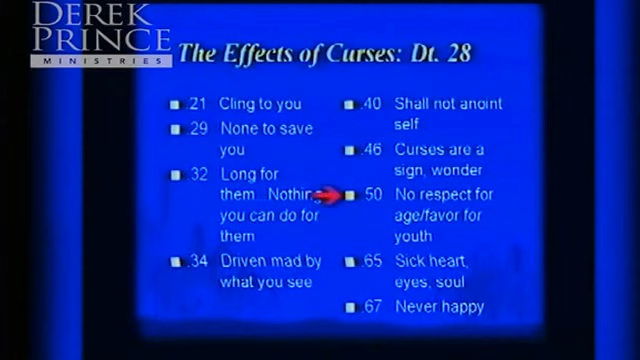 DEREK
PRINCE
MINISTRIES
The Effects of Curses: Dt. 28
.21 Cling to you
.29 None to save
you
.32 Long for
them...Nothing
you can do for
them
.34 Driven mad by
what you see
.40 Shall not anoint
self
.46 Curses are a
sign, wonder
.50 No respect for
age/favor for
youth
.65 Sick heart,
eyes, soul
.67 Never happy